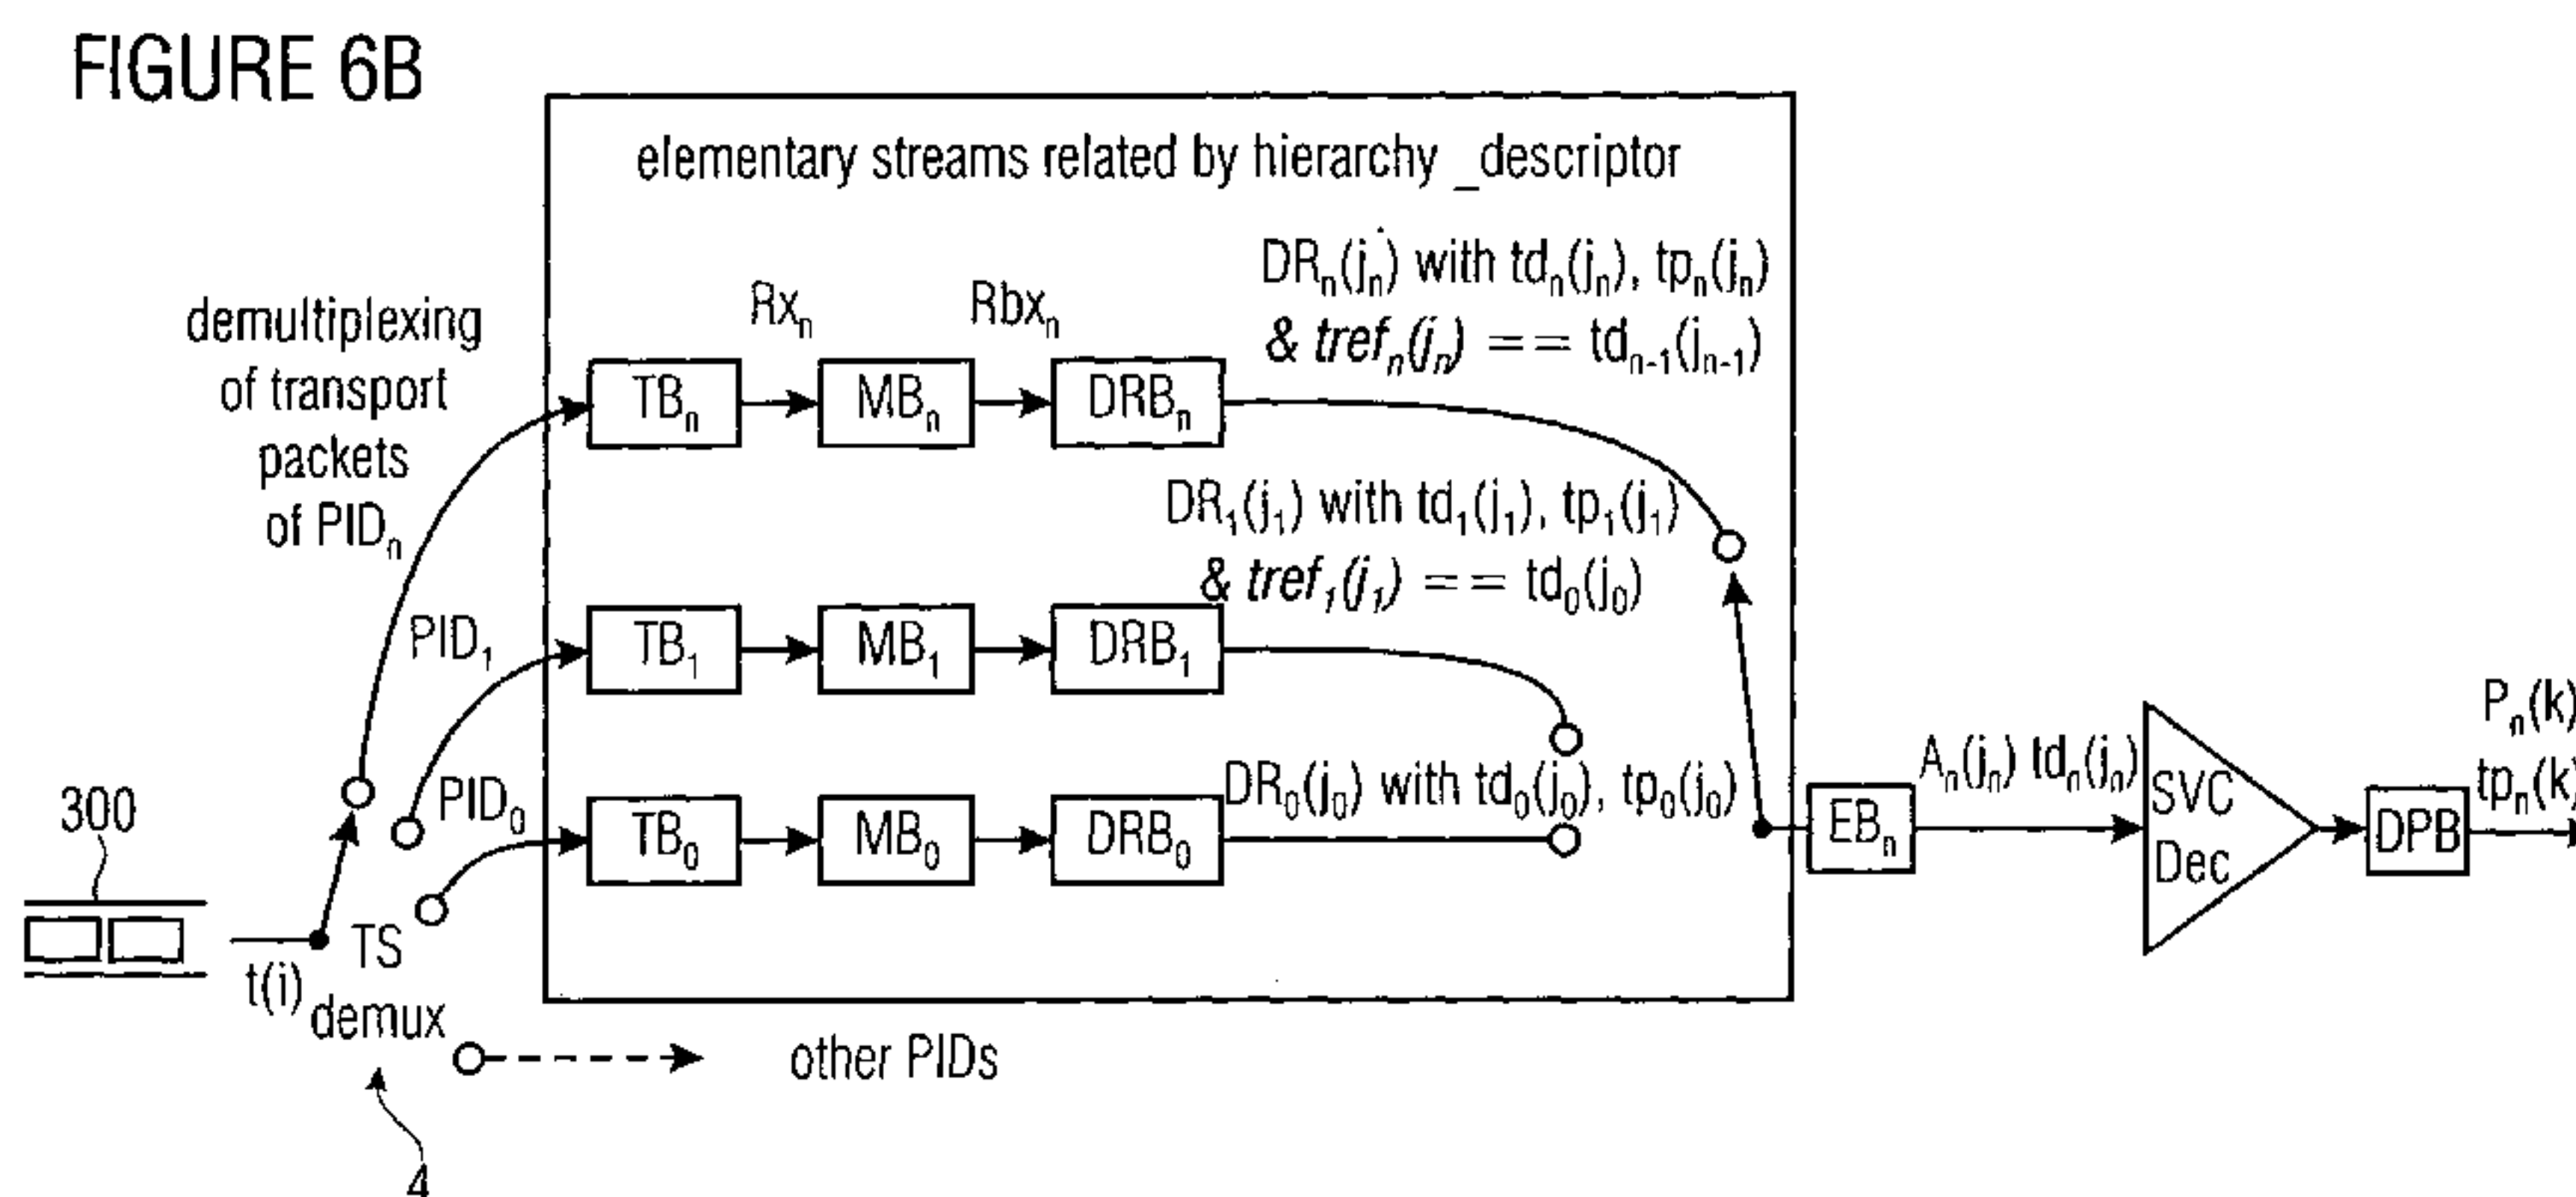 FIGURE 6B
elementary streams related by hierarchy _descriptor
demultiplexing
of transport
packets
of PIDₙ
Rxₙ
Rbxₙ
DRₙ(jₙ) with tdₙ(jₙ), tpₙ(jₙ)
& trefₙ(jₙ) == tdₙ₋₁(jₙ₋₁)
TBₙ
MBₙ
DRBₙ
DR₁(j₁) with td₁(j₁), tp₁(j₁)
& tref₁(j₁) == td₀(j₀)
PID₁
TB₁
MB₁
DRB₁
PID₀
TB₀
MB₀
DRB₀
DR₀(j₀) with td₀(j₀), tp₀(j₀)
EBₙ
Aₙ(jₙ) tdₙ(jₙ)
SVC
Dec
DPB
Pₙ(k)
tpₙ(k)
300
t(i)
TS
demux
other PIDs
4